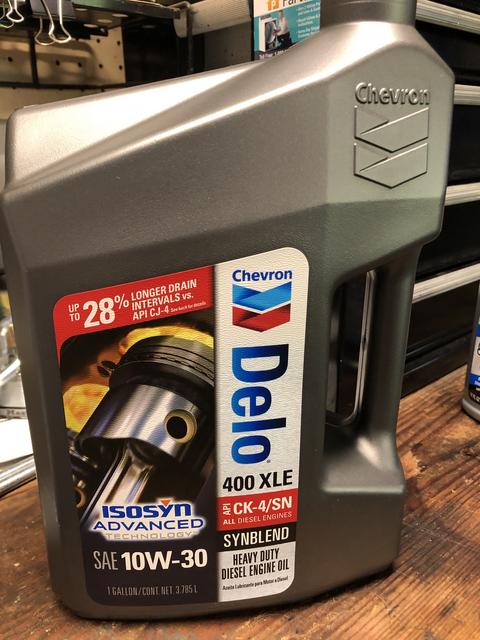 Chevron
UP TO 28% LONGER DRAIN
INTERVALS VS.
API CJ-4 See back for details
Chevron
Delo
400 XLE
API CK-4/SN
ALL DIESEL ENGINES
SYNBLEND
HEAVY DUTY
DIESEL ENGINE OIL
Aceite Lubricante para Motor a Diesel
ISOSYN
ADVANCED
TECHNOLOGY
SAE 10W-30
1 GALLON/CONT NET. 3.785 L